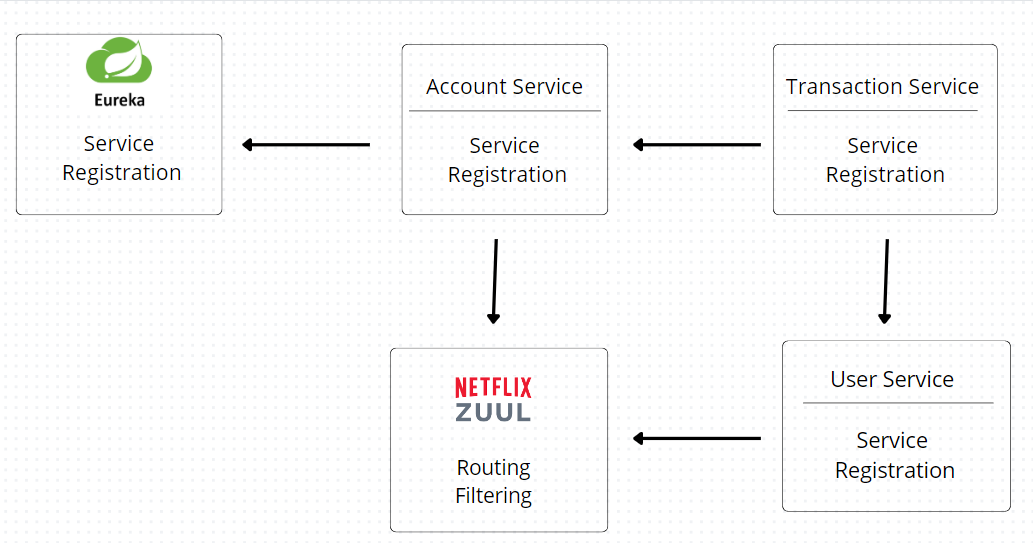 Eureka
Service
Registration
Account Service
Service
Registration
Transaction Service
Service
Registration
NETFLIX
ZUUL
Routing
Filtering
User Service
Service
Registration